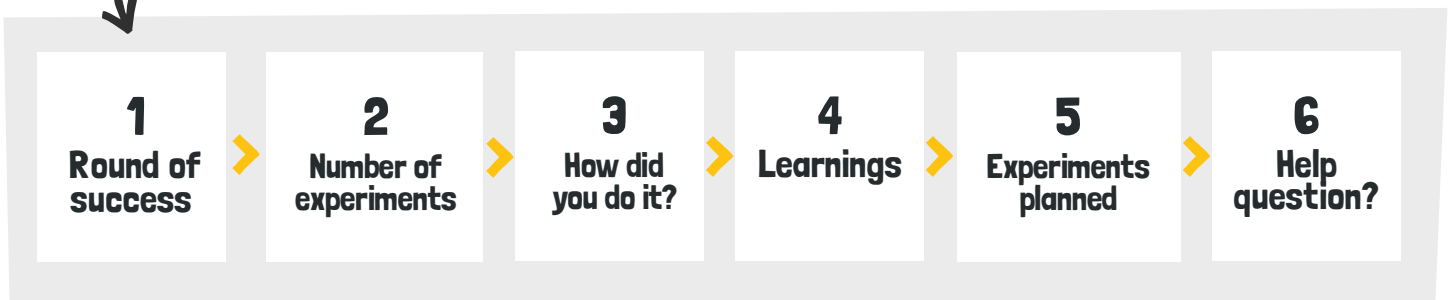 1
Round of
success
2
Number of
experiments
3
How did
you do it?
4
Learnings
5
Experiments
planned
6
Help
question?